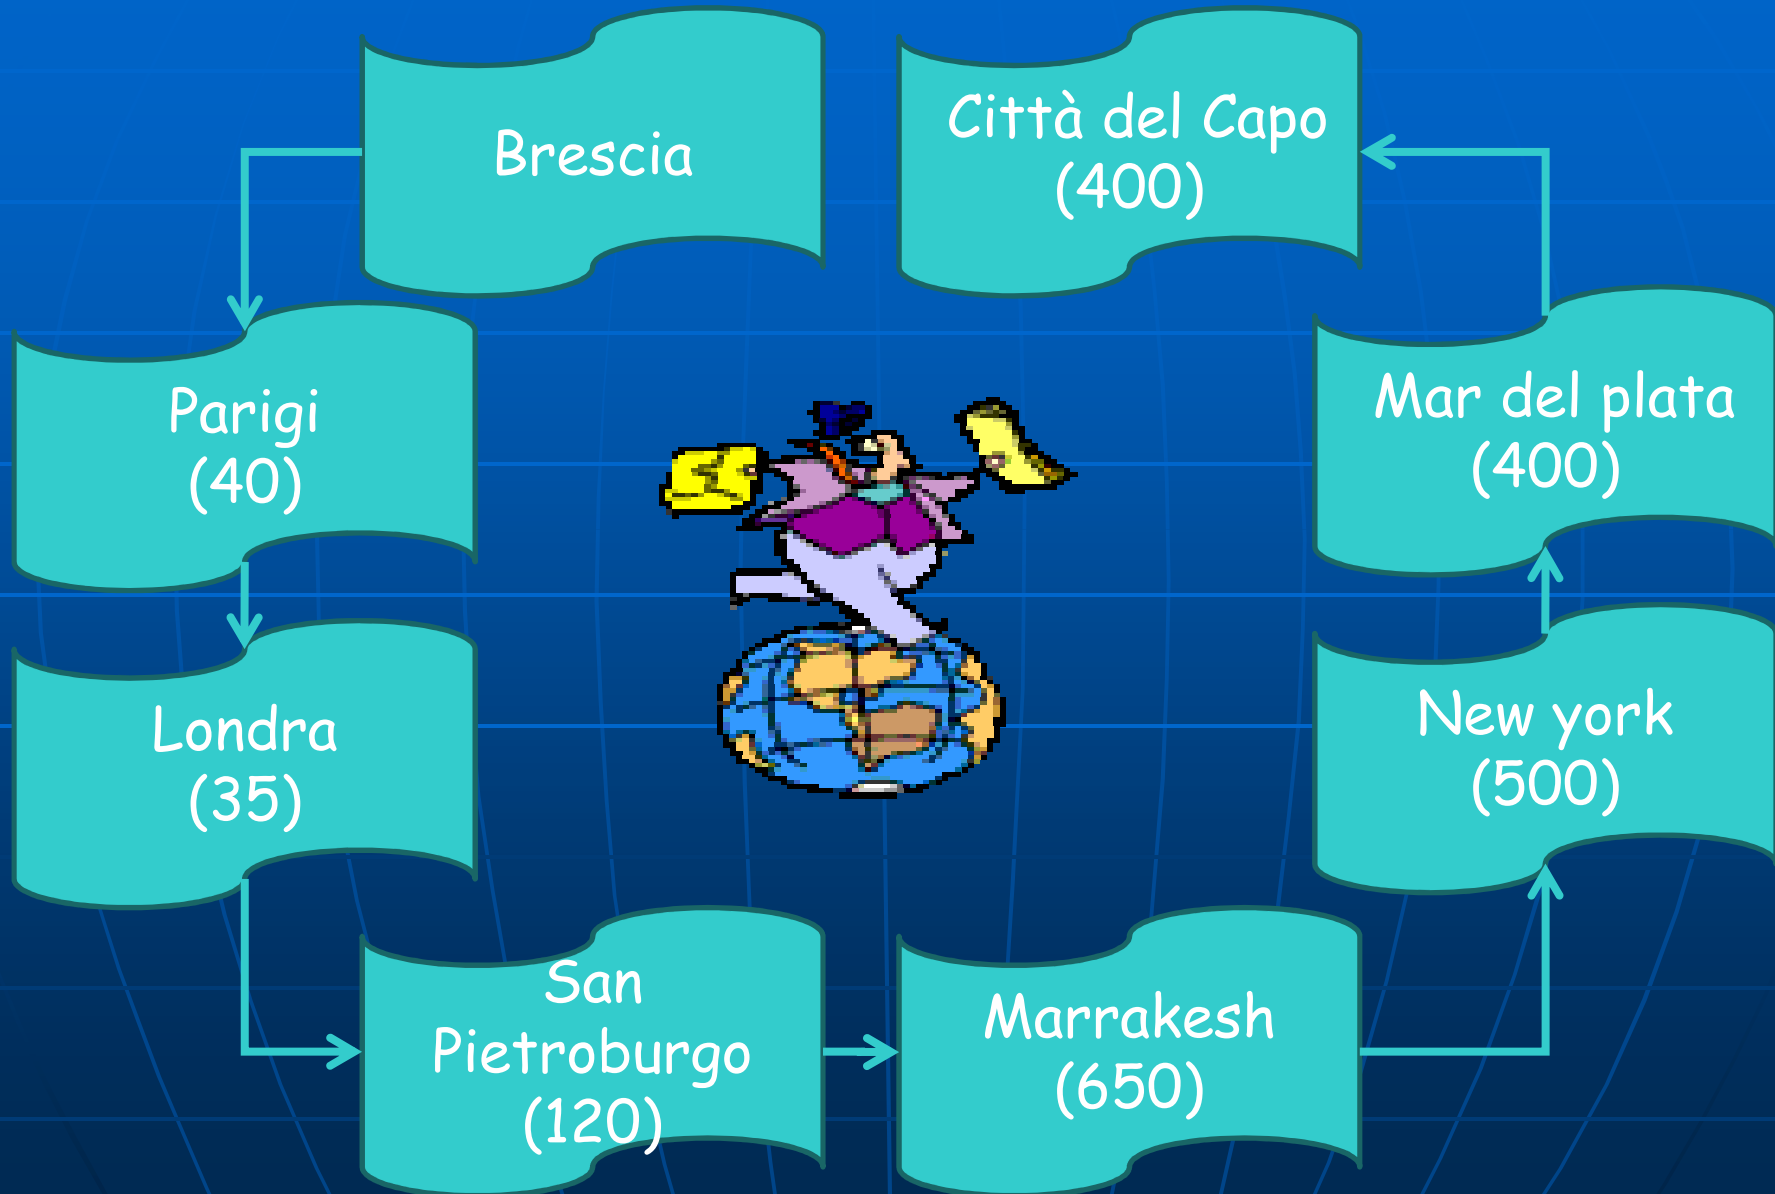 Brescia
Parigi
(40)
Londra
(35)
San
Pietroburgo
(120)
Marrakesh
(650)
New york
(500)
Mar del plata
(400)
Città del Capo
(400)